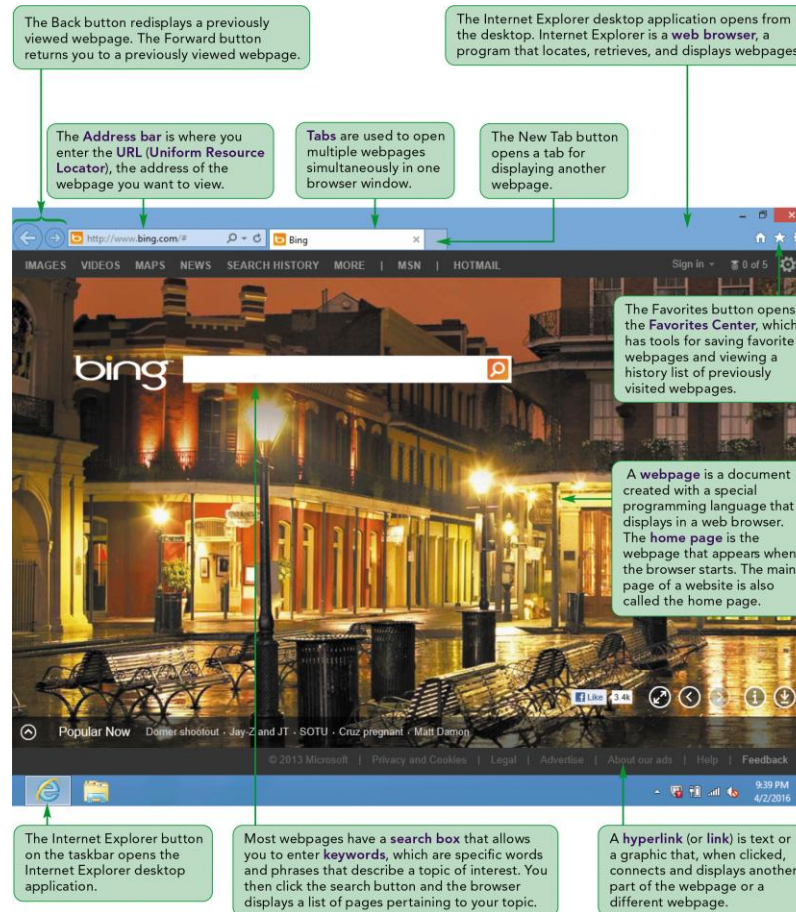 The Back button redisplays a previously
viewed webpage. The Forward button
returns you to a previously viewed webpage.
The Internet Explorer desktop application opens from
the desktop. Internet Explorer is a web browser, a
program that locates, retrieves, and displays webpages
The Address bar is where you
enter the URL (Uniform Resource
Locator), the address of the
webpage you want to view.
Tabs are used to open
multiple webpages
simultaneously in one
browser window.
The New Tab button
opens a tab for
displaying another
webpage.
http://www.bing.com/#
Bing
IMAGES VIDEOS MAPS NEWS SEARCH HISTORY MORE | MSN | HOTMAIL
Sign in
0 of 5
The Favorites button opens
the Favorites Center, which
has tools for saving favorite
webpages and viewing a
history list of previously
visited webpages.
bing
A webpage is a document
created with a special
programming language that
displays in a web browser.
The home page is the
webpage that appears when
the browser starts. The main
page of a website is also
called the home page.
Like 3.4k
Popular Now Dorner shootout · Jay-Z and JT · SOTU · Cruz pregnant · Matt Damon
© 2013 Microsoft | Privacy and Cookies | Legal | Advertise | About our ads | Help | Feedback
9:39 PM
4/2/2016
The Internet Explorer button
on the taskbar opens the
Internet Explorer desktop
application.
Most webpages have a search box that allows
you to enter keywords, which are specific words
and phrases that describe a topic of interest. You
then click the search button and the browser
displays a list of pages pertaining to your topic.
A hyperlink (or link) is text or
a graphic that, when clicked,
connects and displays another
part of the webpage or a
different webpage.